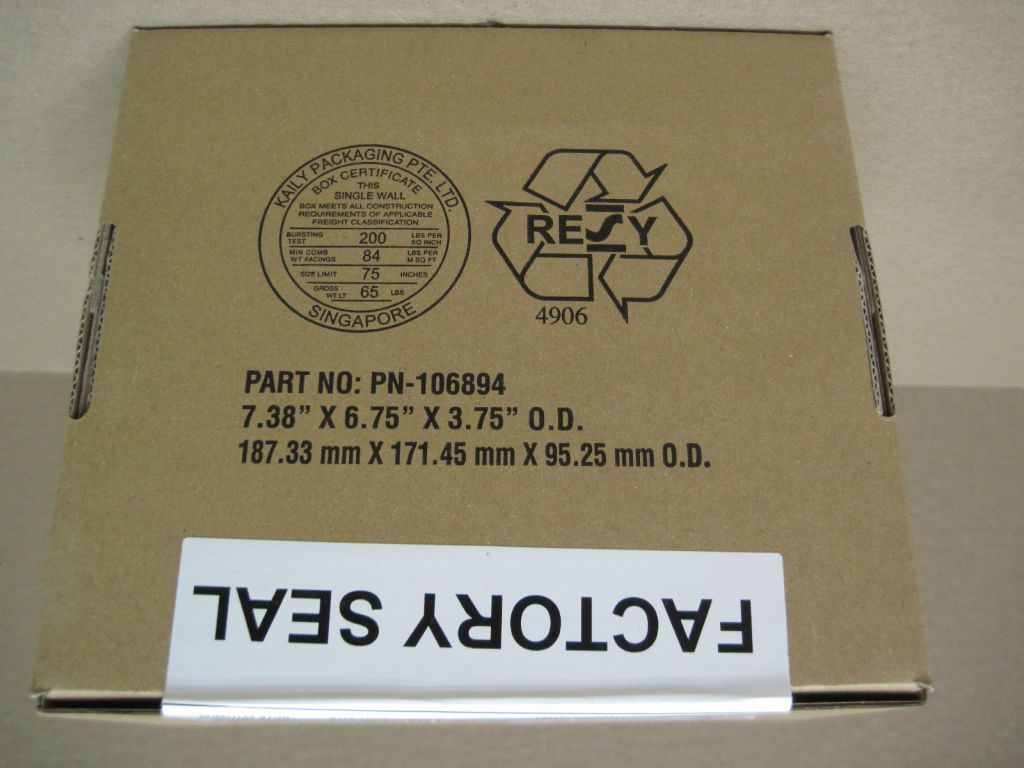 KAILY PACKAGING PTE. LTD.
BOX CERTIFICATE
THIS
SINGLE WALL
BOX MEETS ALL CONSTRUCTION
REQUIREMENTS OF APPLICABLE
FREIGHT CLASSIFICATION
BURSTING TEST 200 LBS PER SQ INCH
MIN COMB WT FACINGS 84 LBS PER M SQ FT
SIZE LIMIT 75 INCHES
GROSS WT LT 65 LBS
SINGAPORE
RESY
4906
PART NO: PN-106894
7.38” X 6.75” X 3.75” O.D.
187.33 mm X 171.45 mm X 95.25 mm O.D.
FACTORY SEAL